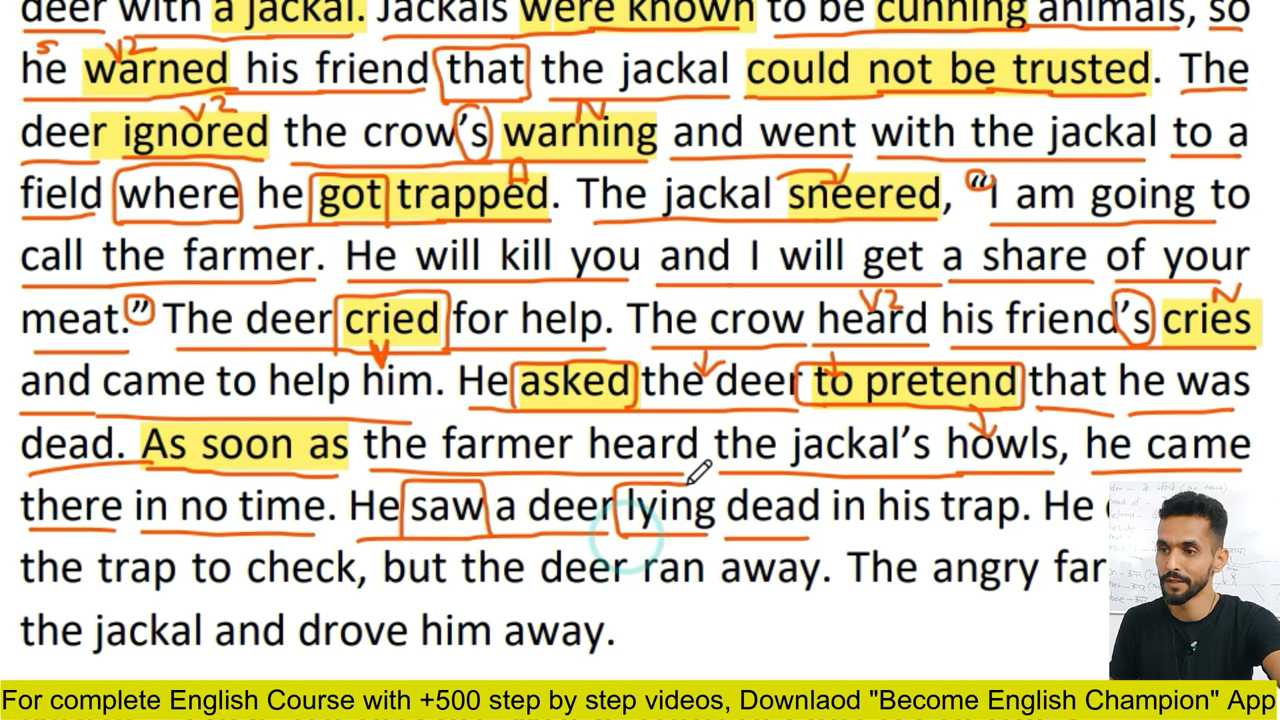 deer with a jackal. Jackals were known to be cunning animals, so
he warned his friend that the jackal could not be trusted. The
deer ignored the crow's warning and went with the jackal to a
field where he got trapped. The jackal sneered, “I am going to
call the farmer. He will kill you and I will get a share of your
meat.” The deer cried for help. The crow heard his friend's cries
and came to help him. He asked the deer to pretend that he was
dead. As soon as the farmer heard the jackal's howls, he came
there in no time. He saw a deer lying dead in his trap. He
the trap to check, but the deer ran away. The angry far
the jackal and drove him away.
S
V2
V2
N
A
V2
N
For complete English Course with +500 step by step videos, Downlaod "Become English Champion" App